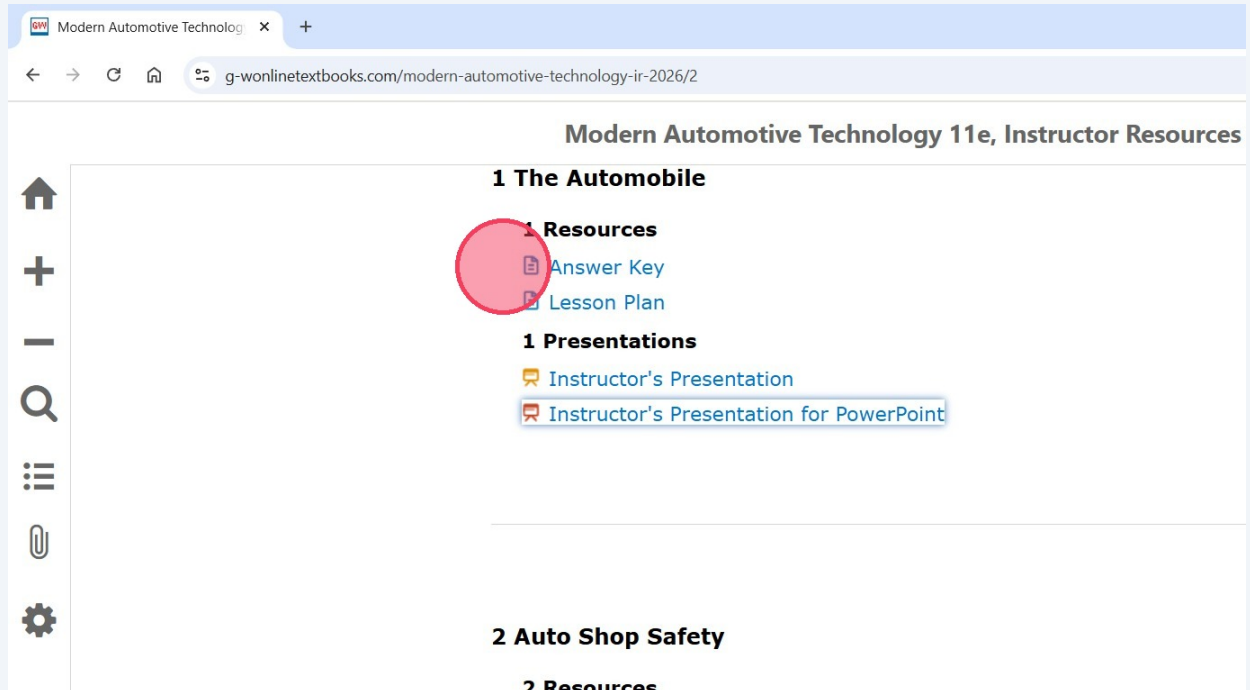 GW Modern Automotive Technolog
g-wonlinetextbooks.com/modern-automotive-technology-ir-2026/2
Modern Automotive Technology 11e, Instructor Resources
1 The Automobile
1 Resources
Answer Key
Lesson Plan
1 Presentations
Instructor's Presentation
Instructor's Presentation for PowerPoint
2 Auto Shop Safety
2 Resources